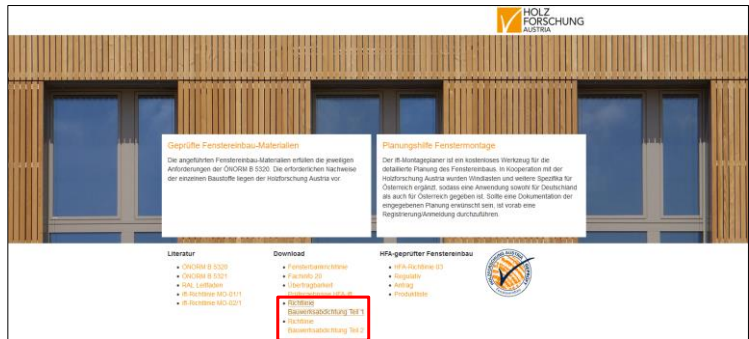 HOLZ
FORSCHUNG
AUSTRIA
Geprüfte Fenstereinbau-Materialien
Die angeführten Fenstereinbau-Materialien erfüllen die jeweiligen
Anforderungen der ÖNORM B 5320. Die erforderlichen Nachweise
der einzelnen Baustoffe liegen der Holzforschung Austria vor
Planungshilfe Fenstermontage
Der ift-Montageplaner ist ein kostenloses Werkzeug für die
detaillierte Planung des Fenstereinbaus. In Kooperation mit der
Holzforschung Austria wurden Windlasten und weitere Spezifika für
Österreich ergänzt, sodass eine Anwendung sowohl für Deutschland
als auch für Österreich gegeben ist. Sollte eine Dokumentation der
eingegebenen Planung erwünscht sein, ist vorab eine
Registrierung/Anmeldung durchzuführen.
Literatur
ÖNORM B 5320
ÖNORM B 5321
RAL Leitfaden
ift-Richtlinie MO-01/1
ift-Richtlinie MO-02/1
Download
Fensterbankrichtlinie
Fachinfo 20
Übertragbarkeit
Richtlinie
Bauwerksabdichtung Teil 1
Richtlinie
Bauwerksabdichtung Teil 2
HFA-geprüfter Fenstereinbau
HFA-Richtlinie 03
Regulativ
Antrag
Produktliste